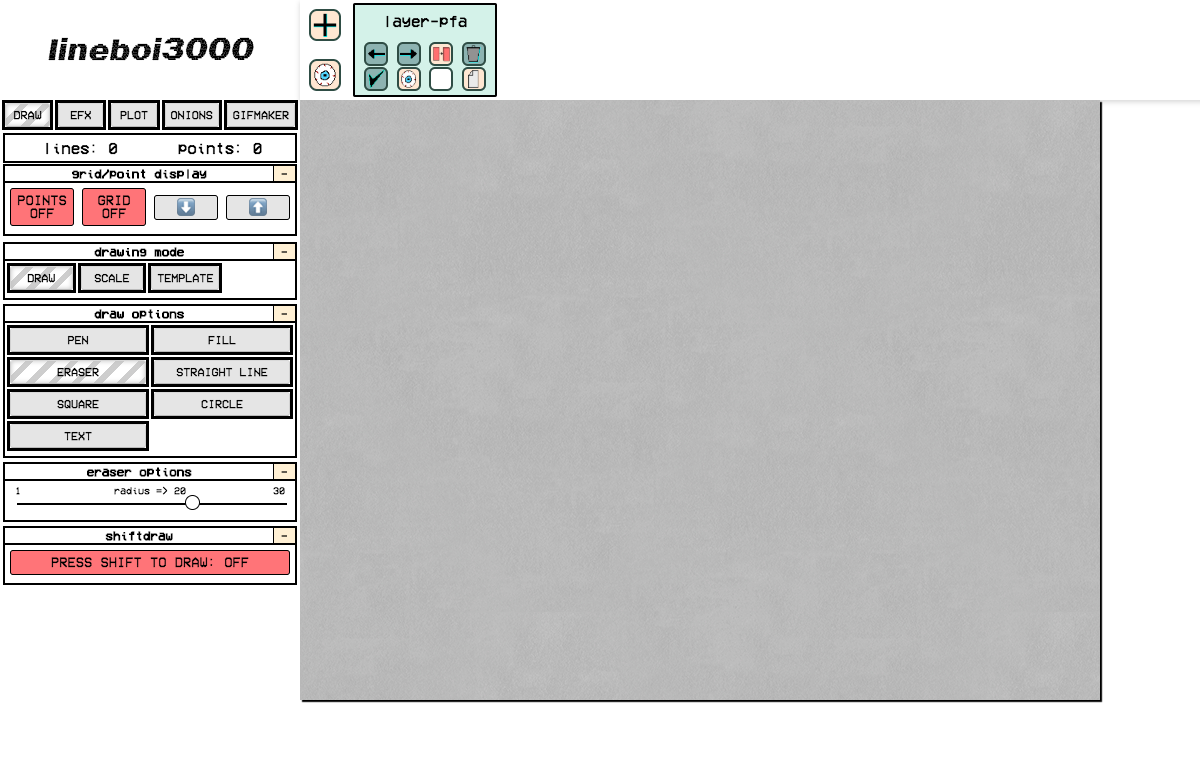 lineboi3000
layer-pfa
DRAW EFX PLOT ONIONS GIFMAKER
lines: 0 points: 0
grid/point display -
POINTS OFF GRID OFF
drawing mode -
DRAW SCALE TEMPLATE
draw options -
PEN FILL
ERASER STRAIGHT LINE
SQUARE CIRCLE
TEXT
eraser options -
1 radius => 20 30
shiftdraw -
PRESS SHIFT TO DRAW: OFF